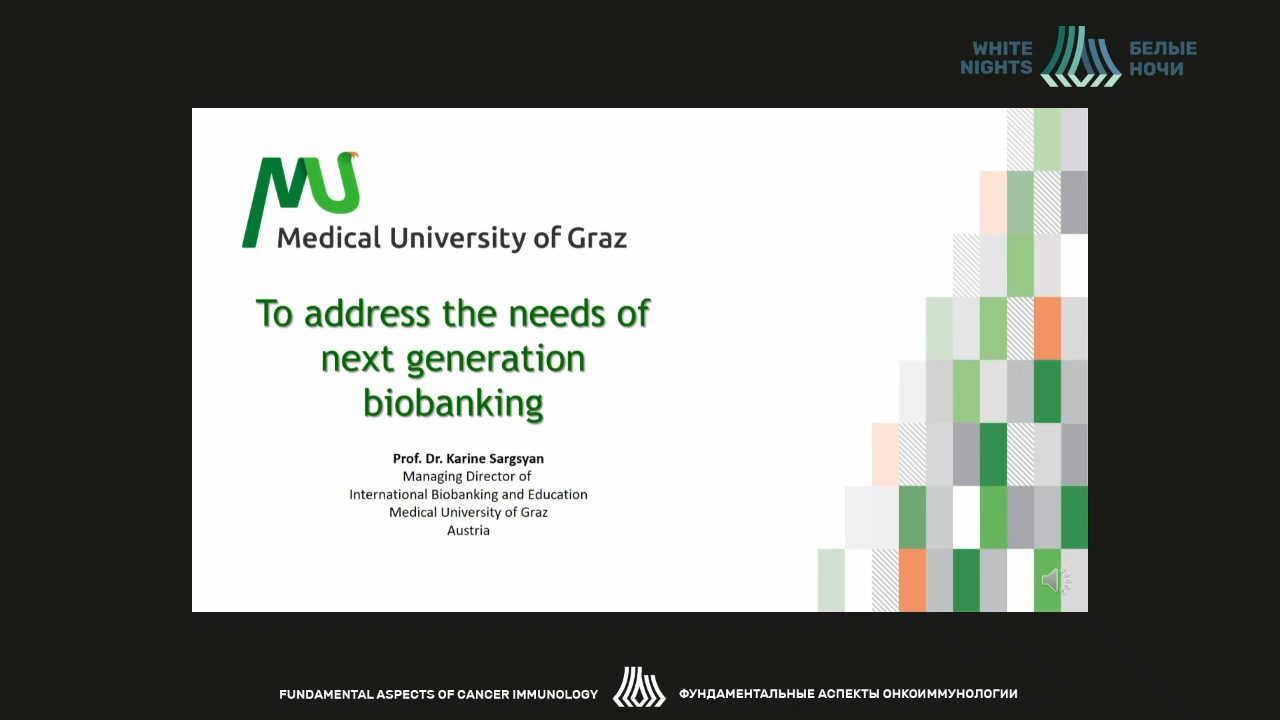 WHITE
NIGHTS
БЕЛЫЕ
НОЧИ
MU
Medical University of Graz
To address the needs of
next generation
biobanking
Prof. Dr. Karine Sargsyan
Managing Director of
International Biobanking and Education
Medical University of Graz
Austria
FUNDAMENTAL ASPECTS OF CANCER IMMUNOLOGY
ФУНДАМЕНТАЛЬНЫЕ АСПЕКТЫ ОНКОИММУНОЛОГИИ